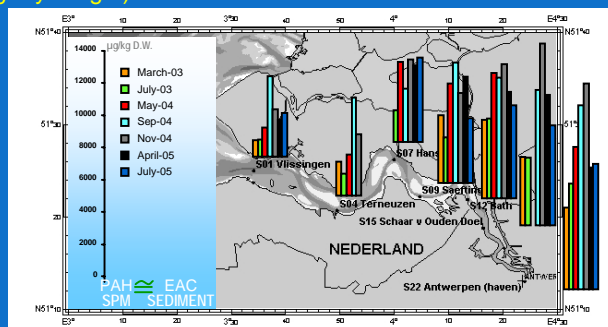 E3°
10
20
3°30
40
50
4°
10
20
E4°30
N51°40
14000
µg/kg D.W.
12000
10000
8000
6000
4000
2000
0
March-03
July-03
May-04
Sep-04
Nov-04
April-05
July-05
PAH ≅ EAC
SPM SEDIMENT
S01 Vlissingen
S04 Terneuzen
S07 Hans
S09 Saefting
S12 Bath
S15 Schaar v Ouden Doel
NEDERLAND
S22 Antwerpen (haven)
N51°30
51°30
20
20
N51°10
51°10
E3°
10
20
3°30
40
50
4°
10
20
E4°30